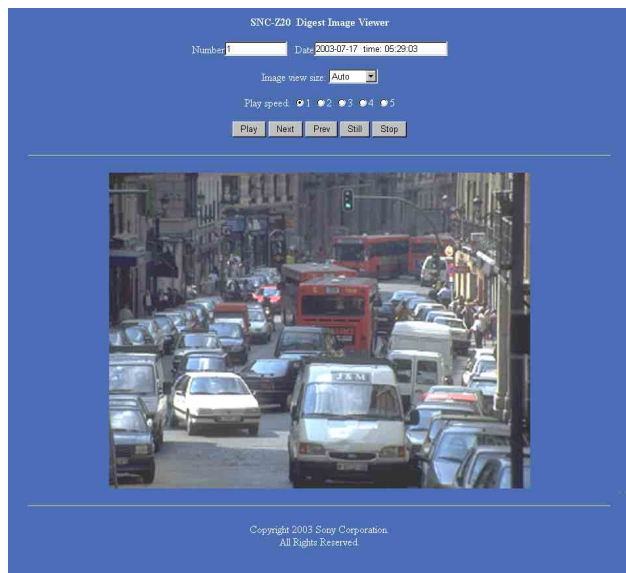 SNC-Z20 Digest Image Viewer
Number 1 Date 2003-07-17 time: 05:29:03
Image view size: Auto
Play speed: 1 2 3 4 5
Play Next Prev Still Stop
J & M
Copyright 2003 Sony Corporation.
All Rights Reserved.